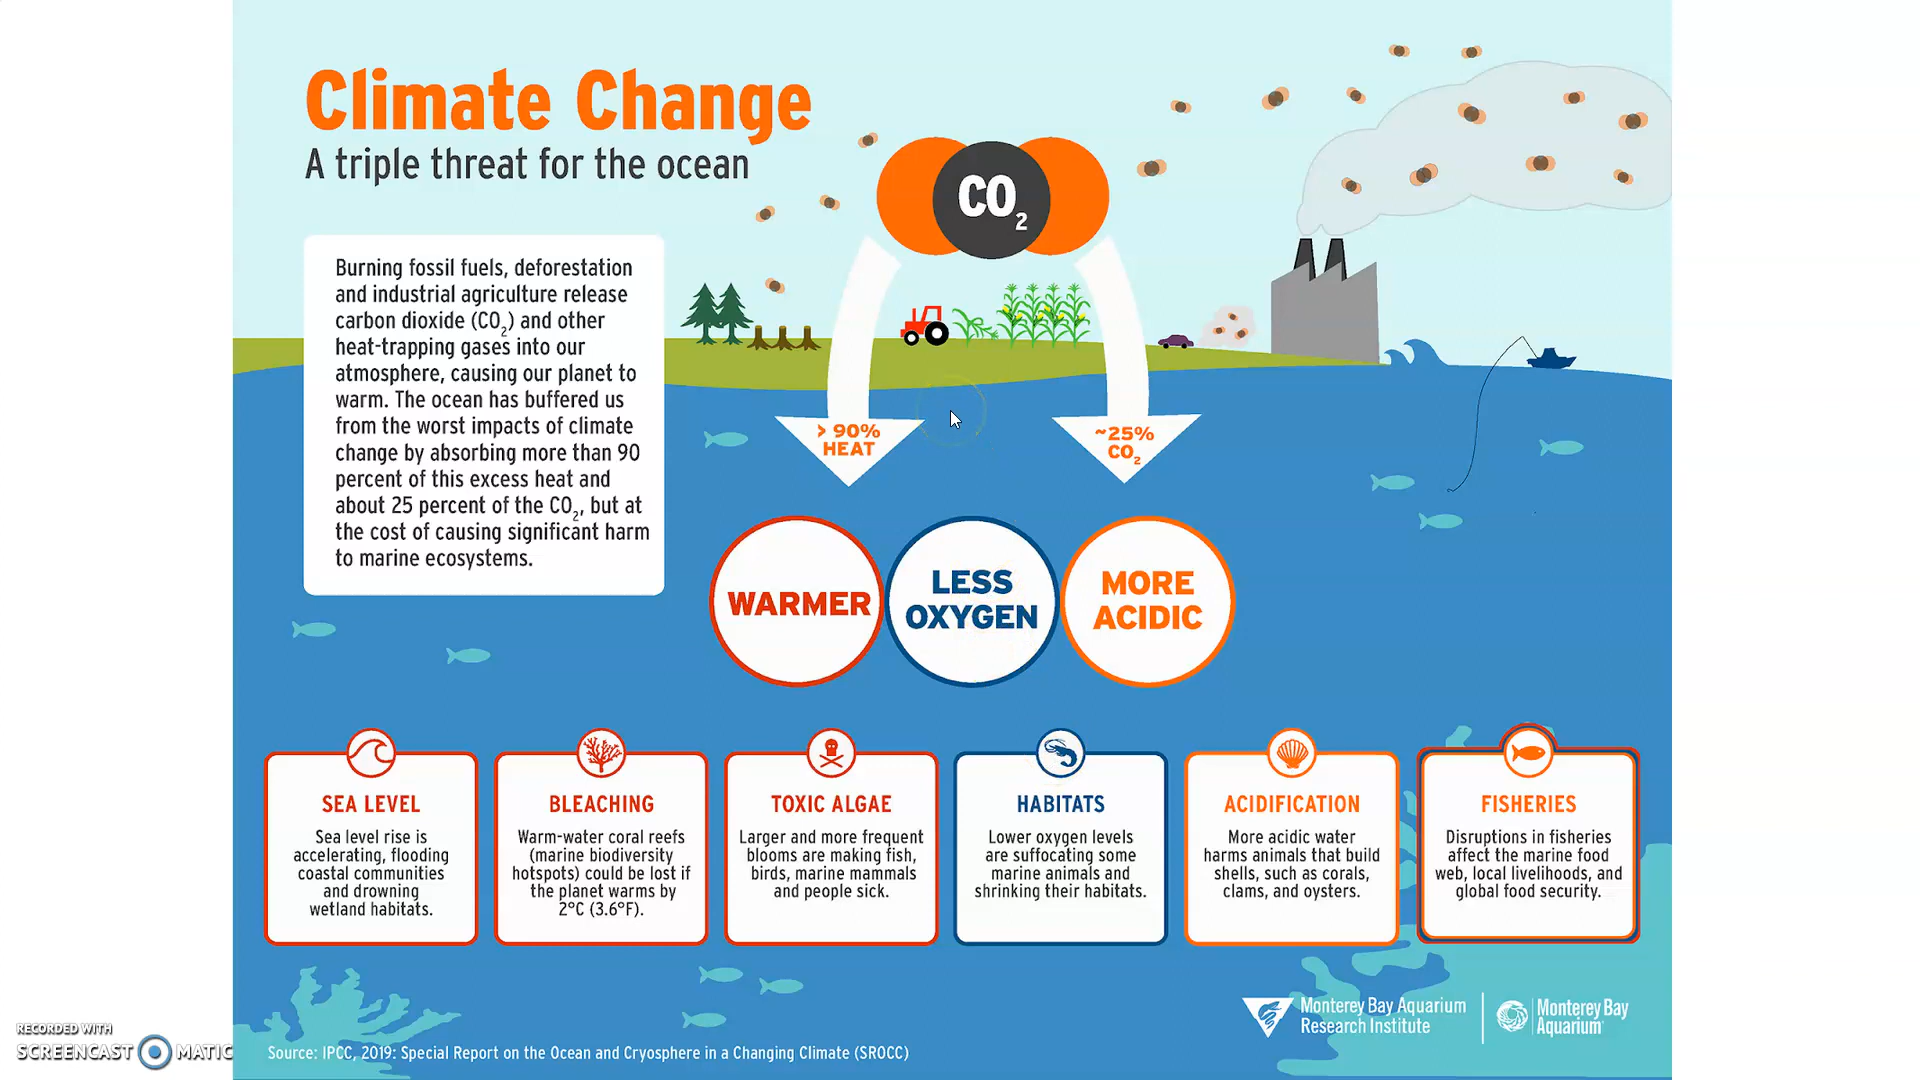 Climate Change
A triple threat for the ocean
CO2
Burning fossil fuels, deforestation
and industrial agriculture release
carbon dioxide (CO2) and other
heat-trapping gases into our
atmosphere, causing our planet to
warm. The ocean has buffered us
from the worst impacts of climate
change by absorbing more than 90
percent of this excess heat and
about 25 percent of the CO2, but at
the cost of causing significant harm
to marine ecosystems.
> 90%
HEAT
~25%
CO2
WARMER
LESS
OXYGEN
MORE
ACIDIC
SEA LEVEL
Sea level rise is
accelerating, flooding
coastal communities
and drowning
wetland habitats.
BLEACHING
Warm-water coral reefs
(marine biodiversity
hotspots) could be lost if
the planet warms by
2°C (3.6°F).
TOXIC ALGAE
Larger and more frequent
blooms are making fish,
birds, marine mammals
and people sick.
HABITATS
Lower oxygen levels
are suffocating some
marine animals and
shrinking their habitats.
ACIDIFICATION
More acidic water
harms animals that build
shells, such as corals,
clams, and oysters.
FISHERIES
Disruptions in fisheries
affect the marine food
web, local livelihoods, and
global food security.
Monterey Bay Aquarium
Research Institute
Monterey Bay
Aquarium
RECORDED WITH
SCREENCAST MATIC
Source: IPCC, 2019: Special Report on the Ocean and Cryosphere in a Changing Climate (SROCC)